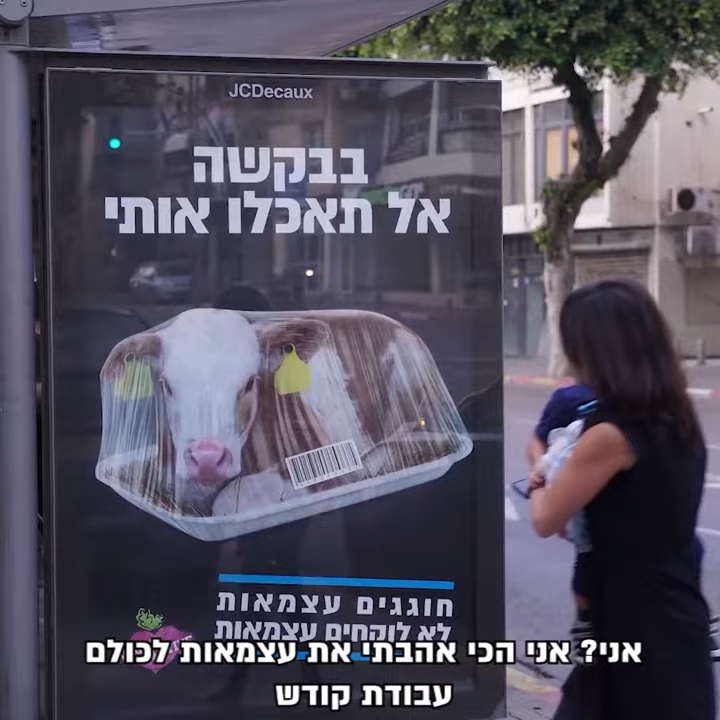 JCDecaux
בבקשה
אל תאכלו אותי
חוגגים עצמאות
לא לוקחים עצמאות
אני? אני הכי אהבתי את עצמאות לכולם
עבודת קודש